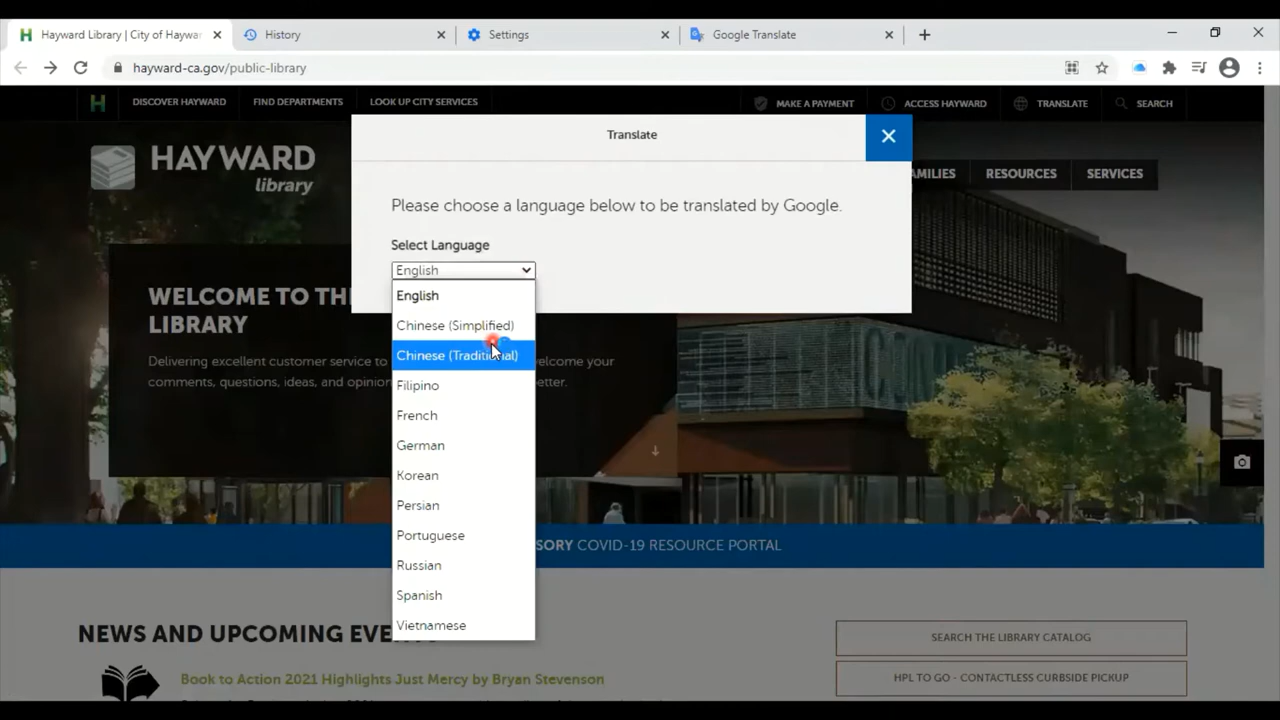 Hayward Library | City of Haywar
History
Settings
Google Translate
hayward-ca.gov/public-library
DISCOVER HAYWARD
FIND DEPARTMENTS
LOOK UP CITY SERVICES
MAKE A PAYMENT
ACCESS HAYWARD
TRANSLATE
SEARCH
Translate
HAYWARD
library
AMILIES
RESOURCES
SERVICES
Please choose a language below to be translated by Google.
Select Language
English
English
Chinese (Simplified)
Chinese (Traditional)
Filipino
French
German
Korean
Persian
Portuguese
Russian
Spanish
Vietnamese
WELCOME TO THE
LIBRARY
Delivering excellent customer service to
elcome your
comments, questions, ideas, and opinion
etter.
SORY COVID-19 RESOURCE PORTAL
NEWS AND UPCOMING EVE
SEARCH THE LIBRARY CATALOG
Book to Action 2021 Highlights Just Mercy by Bryan Stevenson
HPL TO GO - CONTACTLESS CURBSIDE PICKUP